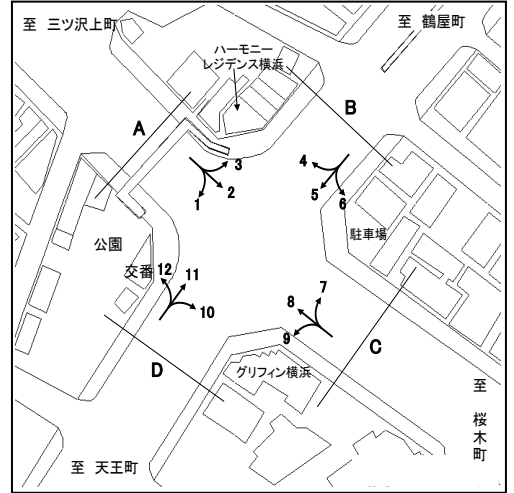 至 三ツ沢上町
至 鶴屋町
ハーモニー
レジデンス横浜
A
B
3
2
1
4
5
6
公園
駐車場
交番
12
11
10
7
8
9
D
C
グリフィン横浜
至 天王町
至
桜
木
町